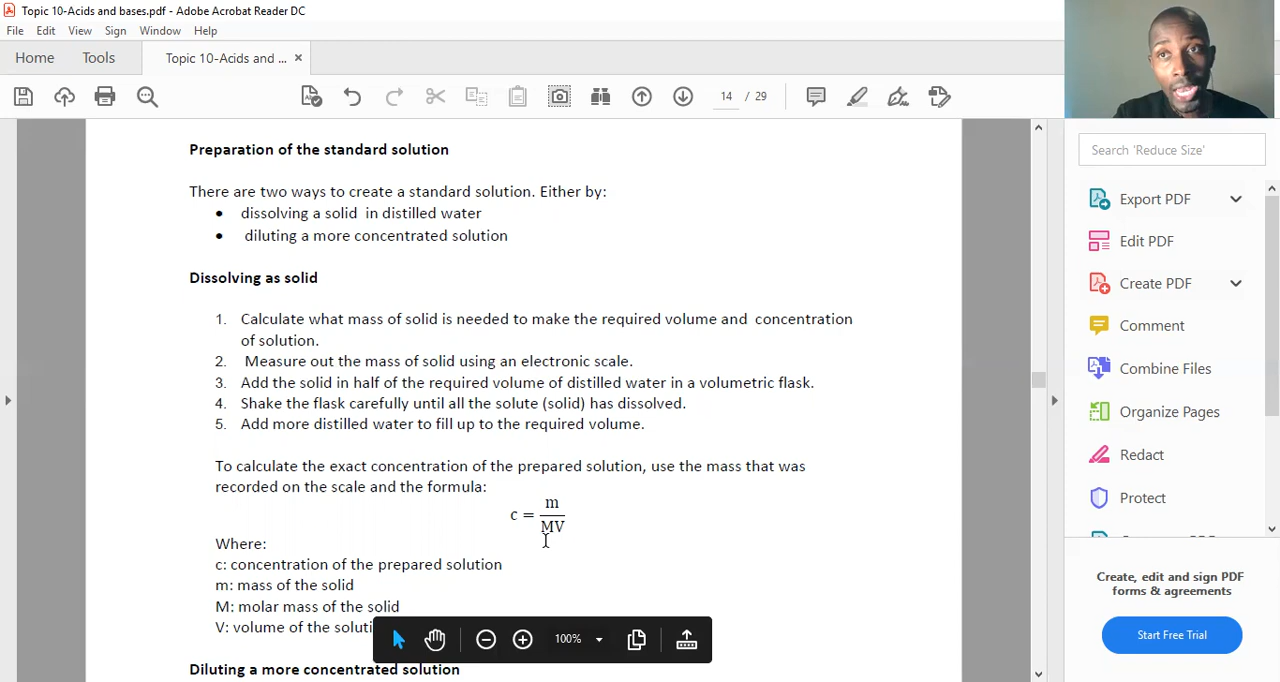 Topic 10-Acids and bases.pdf - Adobe Acrobat Reader DC
File Edit View Sign Window Help
Home Tools Topic 10-Acids and ... ×
14 / 29
Search 'Reduce Size'
Export PDF
Edit PDF
Create PDF
Comment
Combine Files
Organize Pages
Redact
Protect
Create, edit and sign PDF
forms & agreements
Start Free Trial
Preparation of the standard solution
There are two ways to create a standard solution. Either by:
• dissolving a solid in distilled water
• diluting a more concentrated solution
Dissolving as solid
1. Calculate what mass of solid is needed to make the required volume and concentration
of solution.
2. Measure out the mass of solid using an electronic scale.
3. Add the solid in half of the required volume of distilled water in a volumetric flask.
4. Shake the flask carefully until all the solute (solid) has dissolved.
5. Add more distilled water to fill up to the required volume.
To calculate the exact concentration of the prepared solution, use the mass that was
recorded on the scale and the formula:
c = m
MV
Where:
c: concentration of the prepared solution
m: mass of the solid
M: molar mass of the solid
V: volume of the soluti
100%
Diluting a more concentrated solution